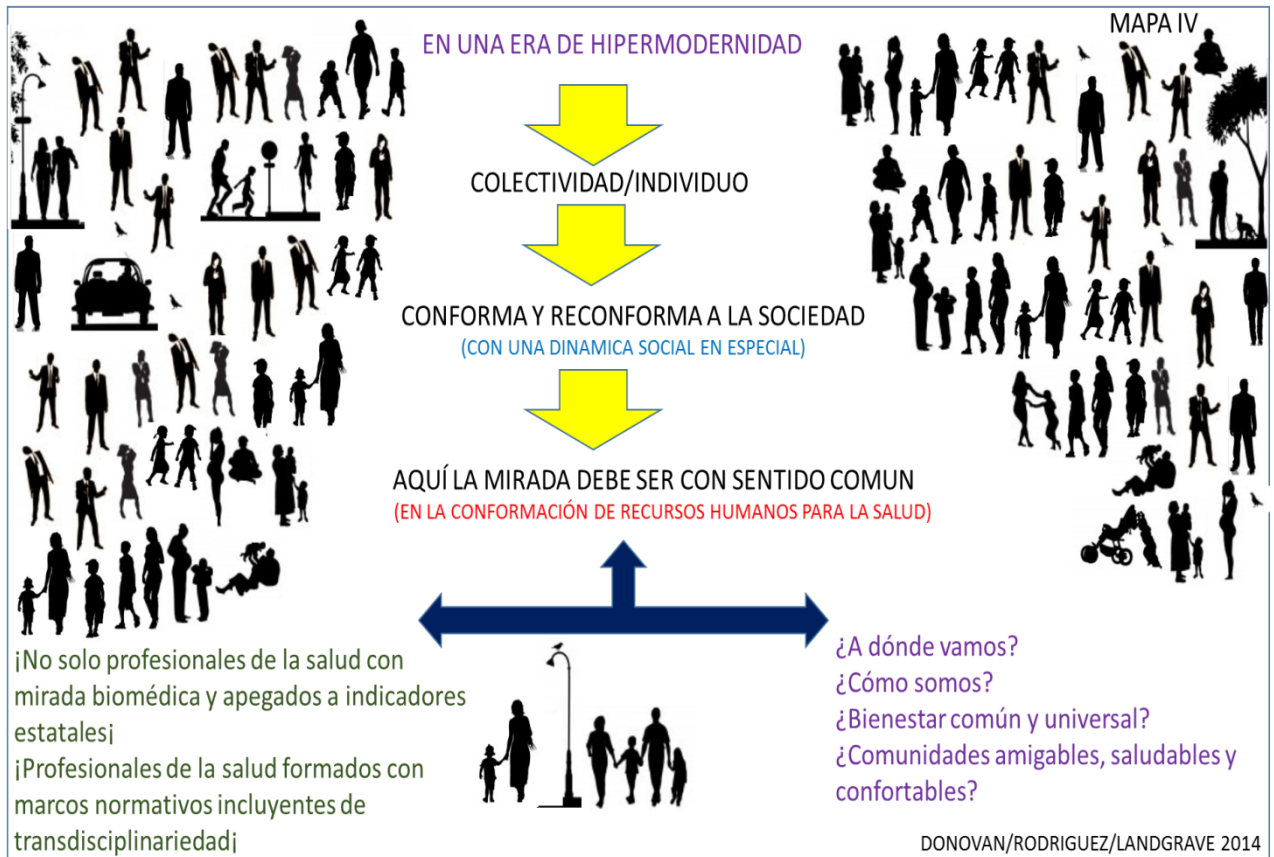 MAPA IV
EN UNA ERA DE HIPERMODERNIDAD
COLECTIVIDAD/INDIVIDUO
CONFORMA Y RECONFORMA A LA SOCIEDAD
(CON UNA DINAMICA SOCIAL EN ESPECIAL)
AQUÍ LA MIRADA DEBE SER CON SENTIDO COMUN
(EN LA CONFORMACIÓN DE RECURSOS HUMANOS PARA LA SALUD)
¡No solo profesionales de la salud con
mirada biomédica y apegados a indicadores
estatales¡
¡Profesionales de la salud formados con
marcos normativos incluyentes de
transdisciplinariedad¡
¿A dónde vamos?
¿Cómo somos?
¿Bienestar común y universal?
¿Comunidades amigables, saludables y
confortables?
DONOVAN/RODRIGUEZ/LANDGRAVE 2014